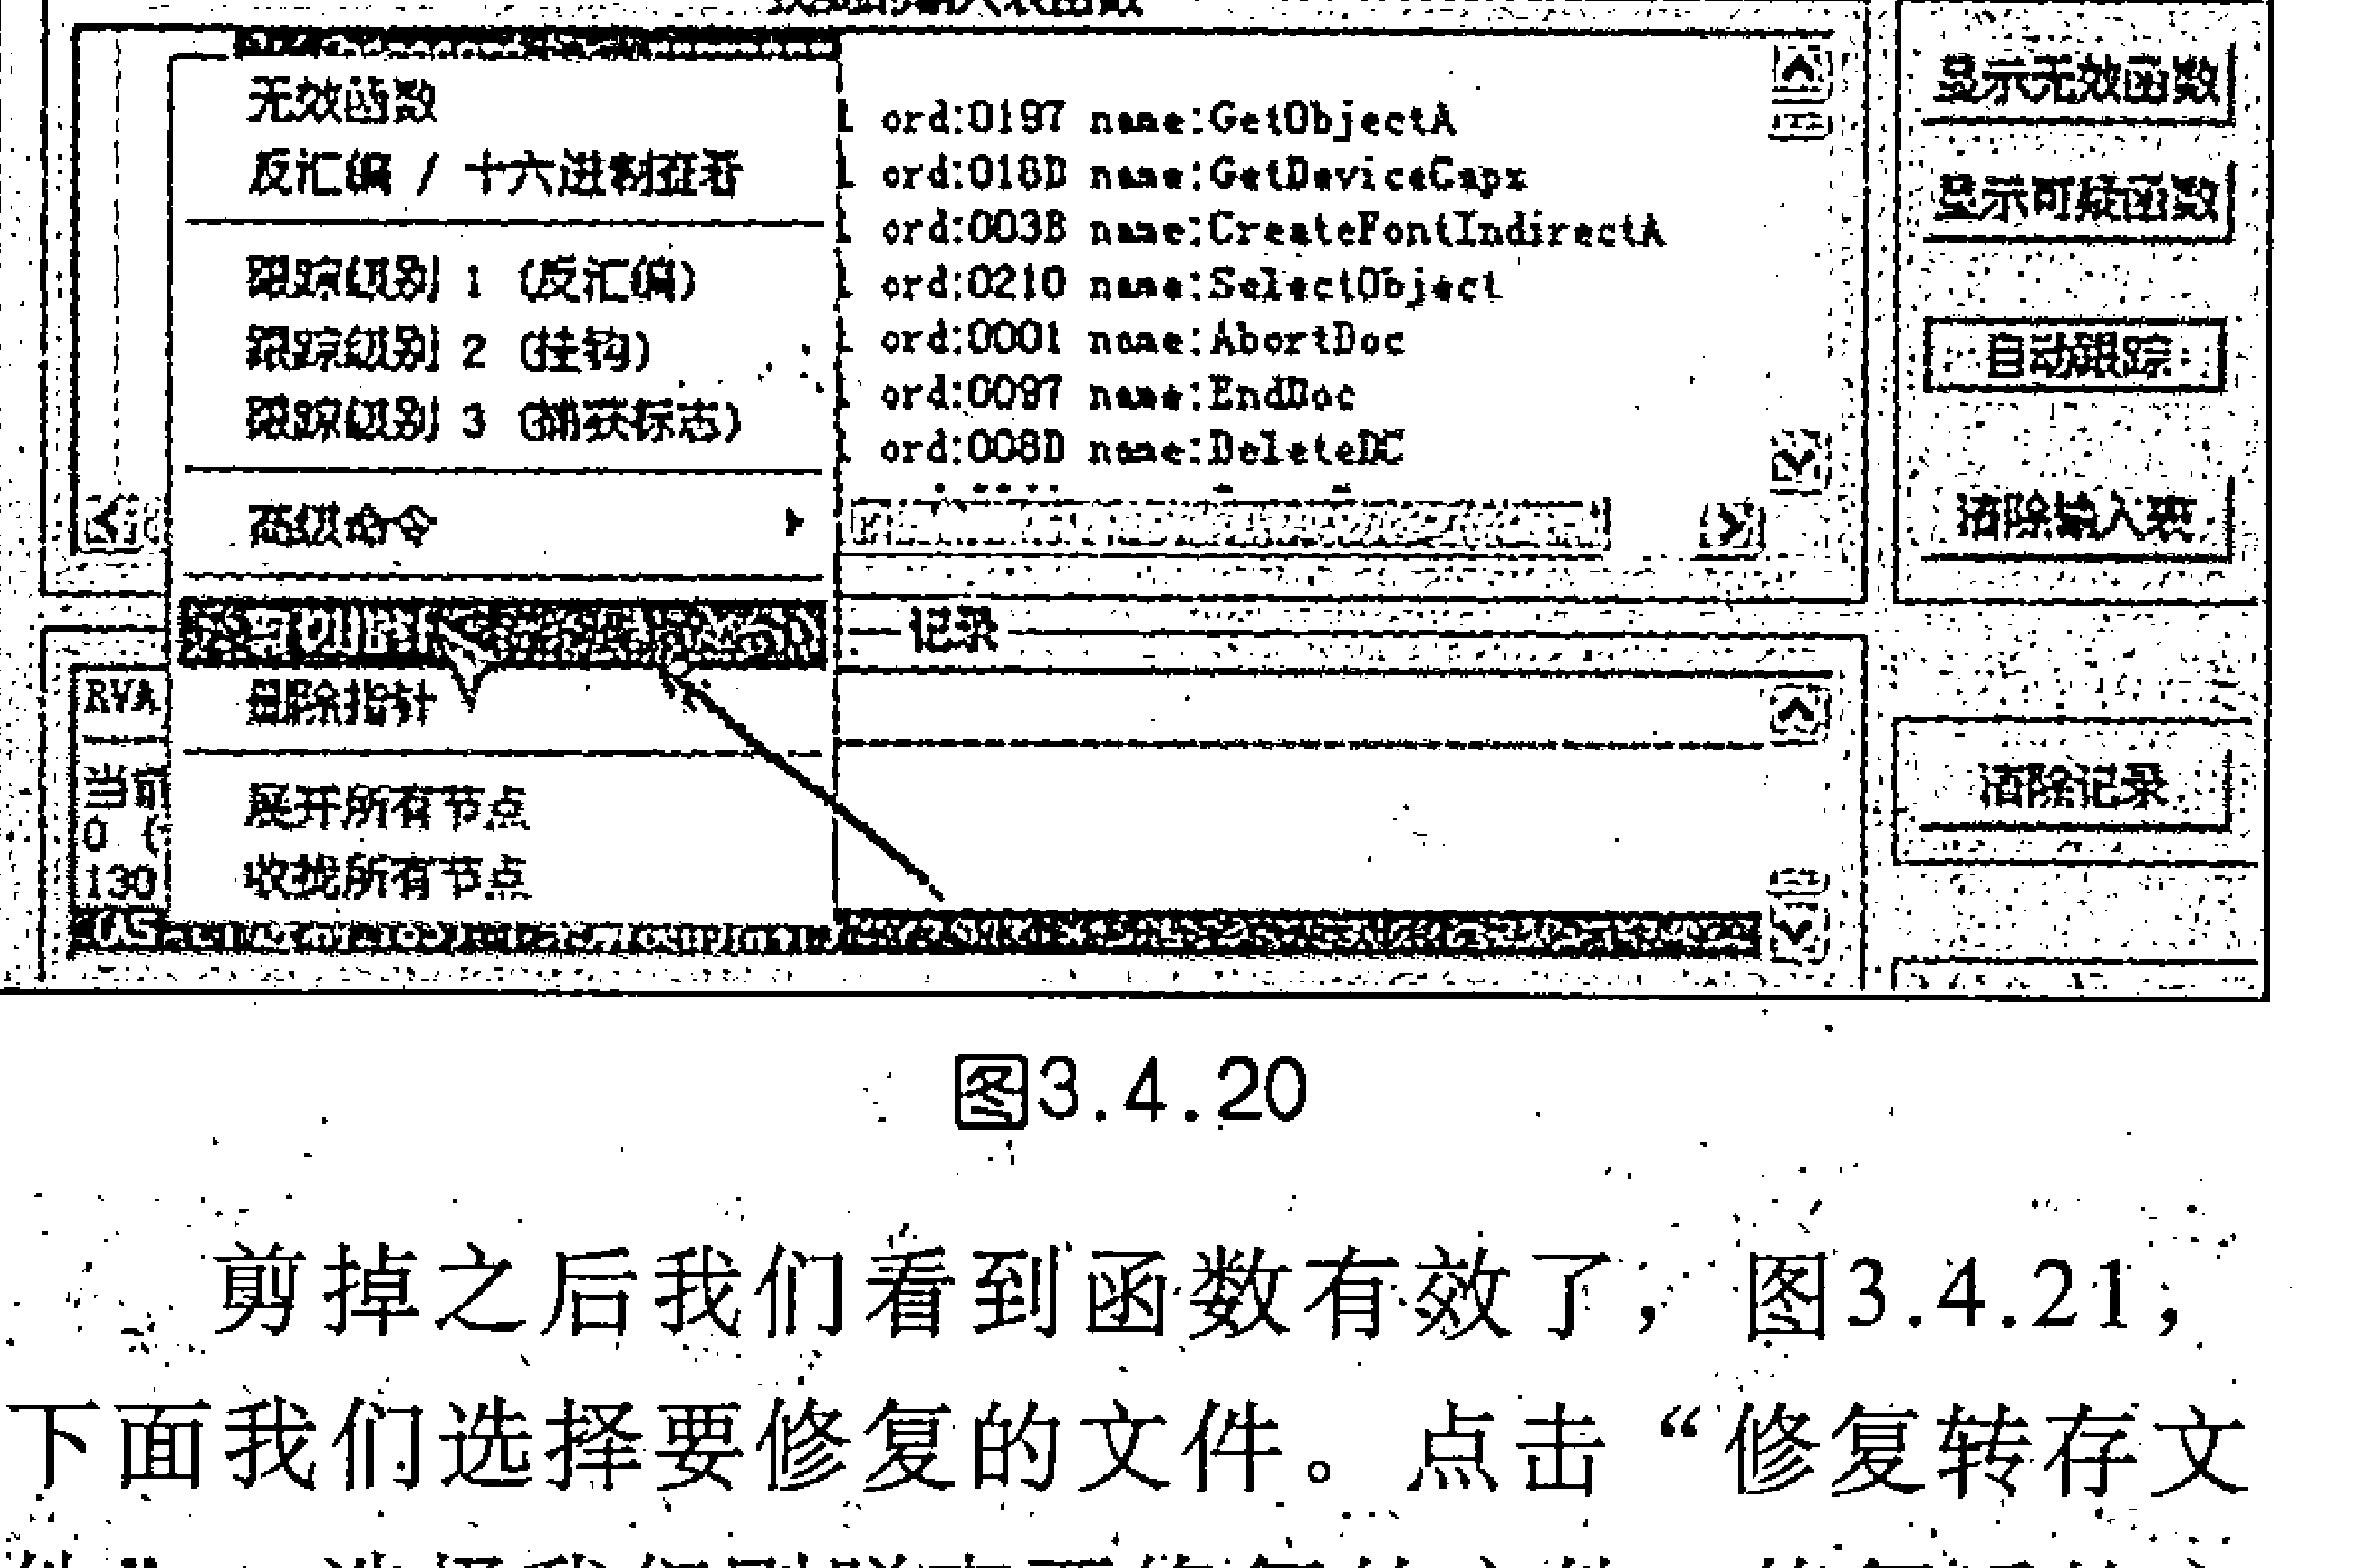 无效函数
反汇编 / 十六进制查看
跟踪级别 1 (反汇编)
跟踪级别 2 (挂钩)
跟踪级别 3 (捕获标志)
高级命令
删除指针
展开所有节点
收找所有节点
ord:0197 name:GetObjectA
ord:018D name:GetDeviceCaps
ord:003B name:CreateFontIndirectA
ord:0210 name:SelectObject
ord:0001 name:AbortDoc
ord:0097 name:EndDoc
ord:008D name:DeleteDC
显示无效函数
显示可疑函数
自动跟踪
清除输入表
记录
RVA
当前
0 (
130
清除记录
图3.4.20
剪掉之后我们看到函数有效了，图3.4.21，
下面我们选择要修复的文件。点击“修复转存文